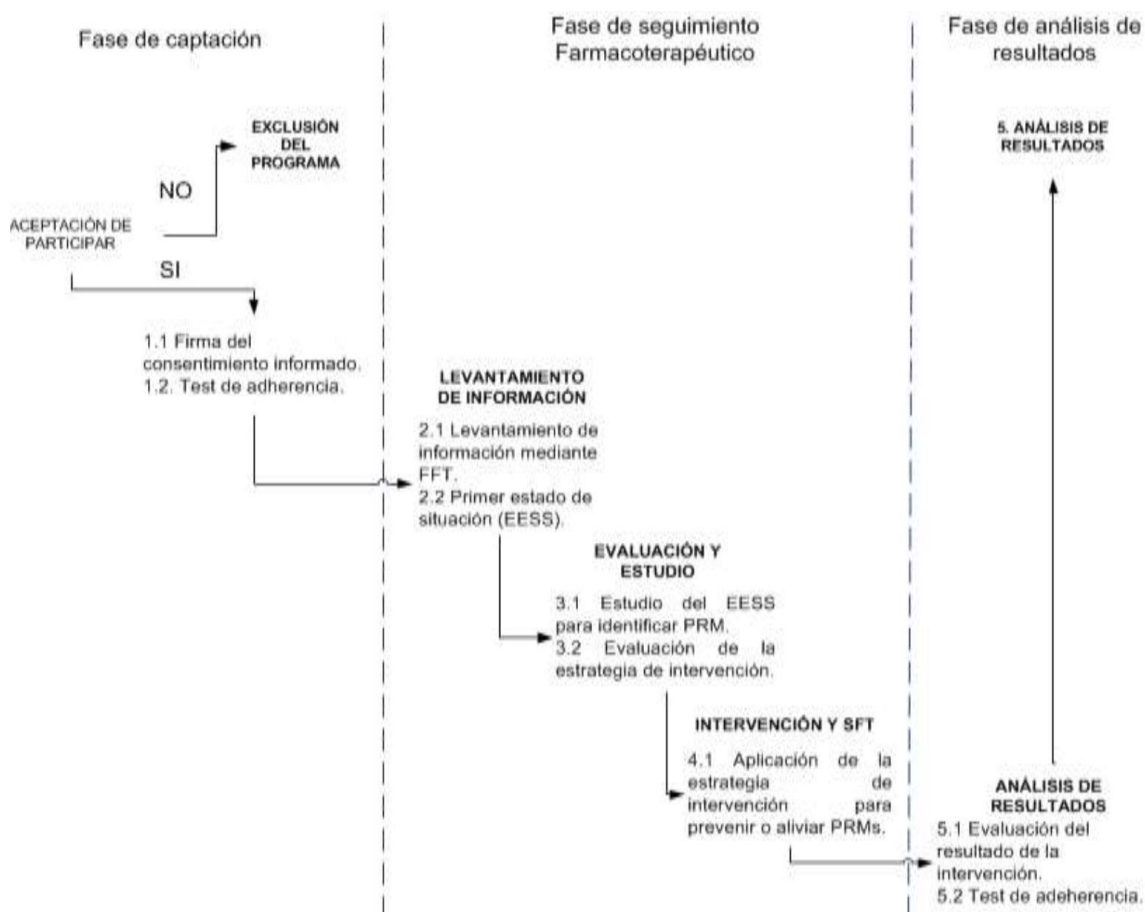 Fase de captación
Fase de seguimiento
Farmacoterapéutico
Fase de análisis de
resultados
EXCLUSIÓN
DEL
PROGRAMA
NO
ACEPTACIÓN DE
PARTICIPAR
SI
1.1 Firma del
consentimiento informado.
1.2. Test de adherencia.
LEVANTAMIENTO
DE INFORMACIÓN
2.1 Levantamiento de
información mediante
FFT.
2.2 Primer estado de
situación (EESS).
EVALUACIÓN Y
ESTUDIO
3.1 Estudio del EESS
para identificar PRM.
3.2 Evaluación de la
estrategia de intervención.
INTERVENCIÓN Y SFT
4.1 Aplicación de la
estrategia de
intervención para
prevenir o aliviar PRMs.
5. ANÁLISIS DE
RESULTADOS
ANÁLISIS DE
RESULTADOS
5.1 Evaluación del
resultado de la
intervención.
5.2 Test de adeherencia.